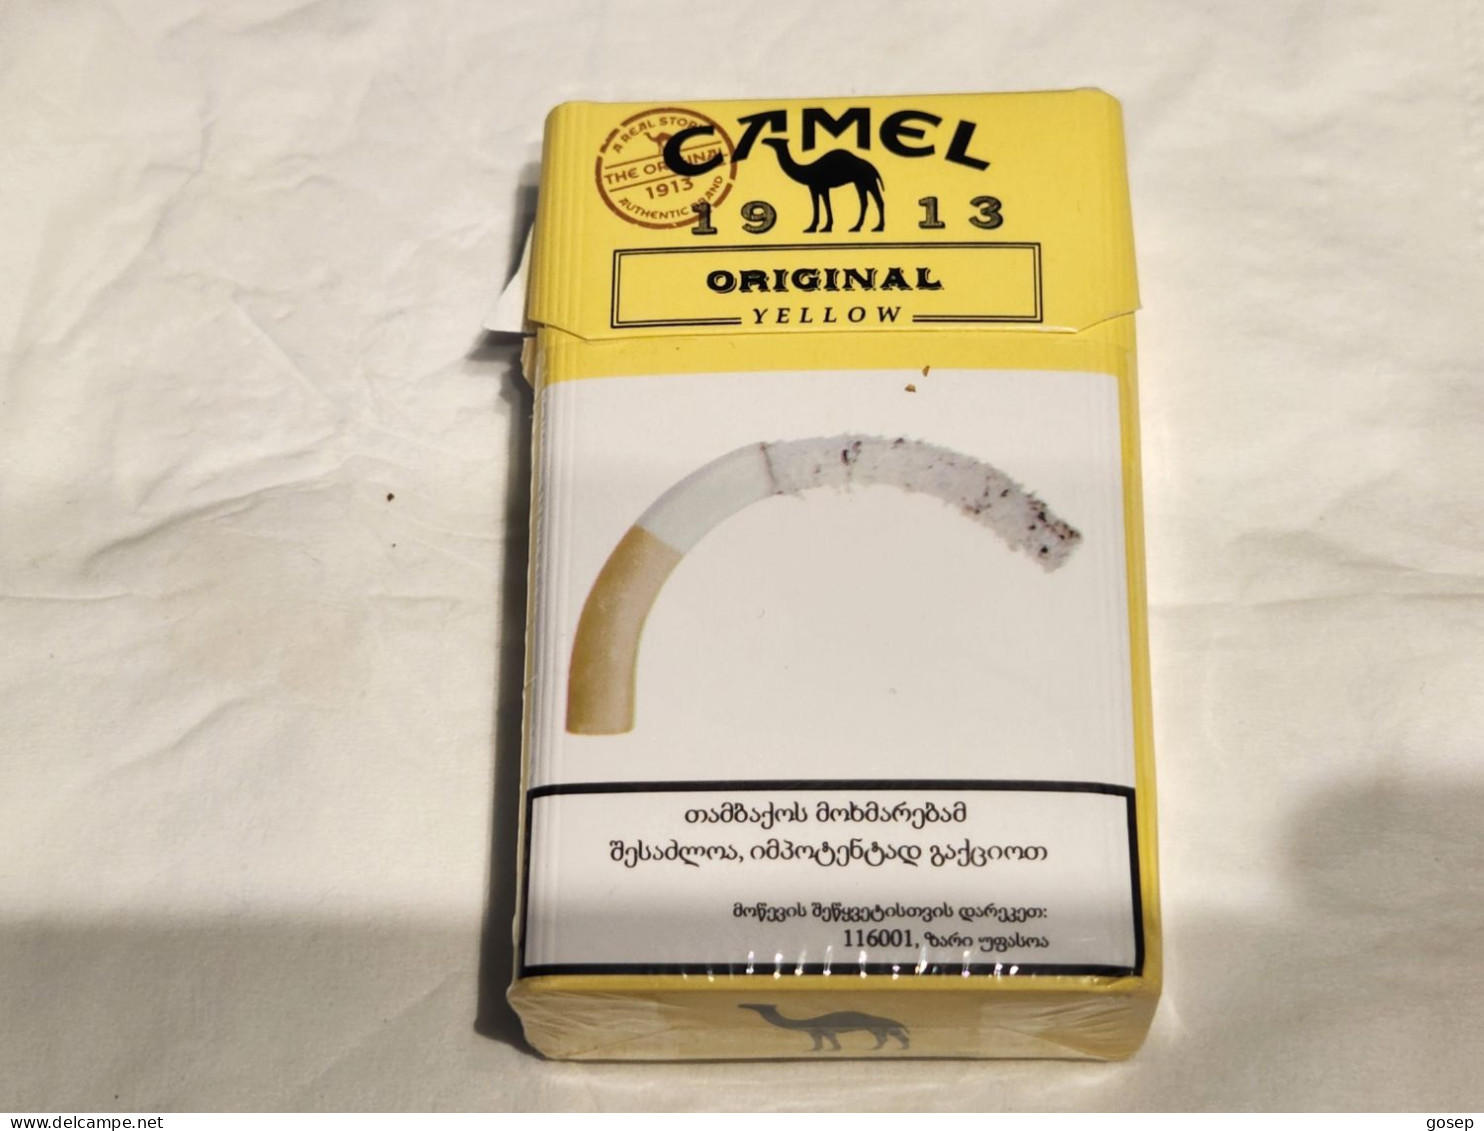 A REAL STORY
THE ORIGINAL
1913
AUTHENTIC BRAND
CAMEL
19 13
ORIGINAL
YELLOW
თამბაქოს მოხმარებამ
შესაძლოა, იმპოტენტად გაქციოთ
მოწევის შეწყვეტისთვის დარეკეთ:
116001, ზარი უფასოა
www.delcampe.net
gosep